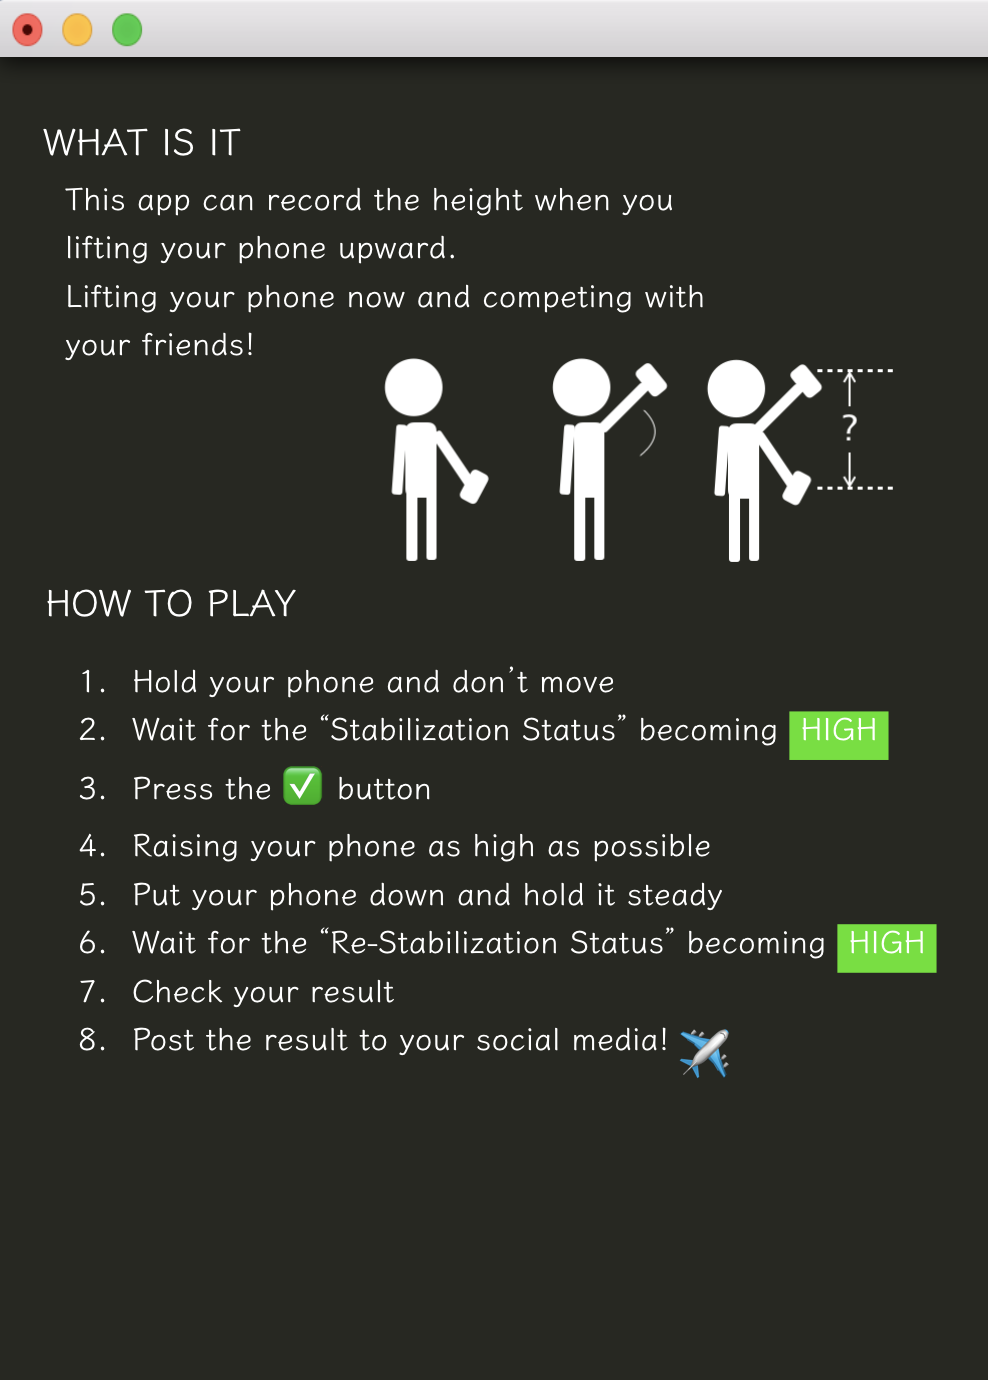 WHAT IS IT
This app can record the height when you
lifting your phone upward.
Lifting your phone now and competing with
your friends!
?
HOW TO PLAY
1. Hold your phone and don’t move
2. Wait for the “Stabilization Status” becoming HIGH
3. Press the ✅ button
4. Raising your phone as high as possible
5. Put your phone down and hold it steady
6. Wait for the “Re-Stabilization Status” becoming HIGH
7. Check your result
8. Post the result to your social media! ✈️